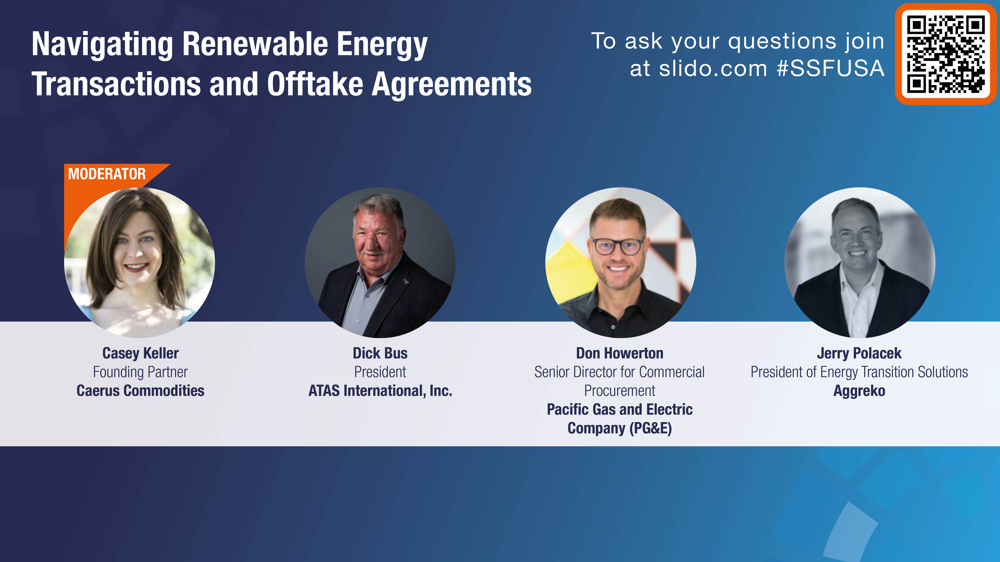 Navigating Renewable Energy
Transactions and Offtake Agreements
To ask your questions join
at slido.com #SSFUSA
MODERATOR
Casey Keller
Founding Partner
Caerus Commodities
Dick Bus
President
ATAS International, Inc.
Don Howerton
Senior Director for Commercial
Procurement
Pacific Gas and Electric
Company (PG&E)
Jerry Polacek
President of Energy Transition Solutions
Aggreko